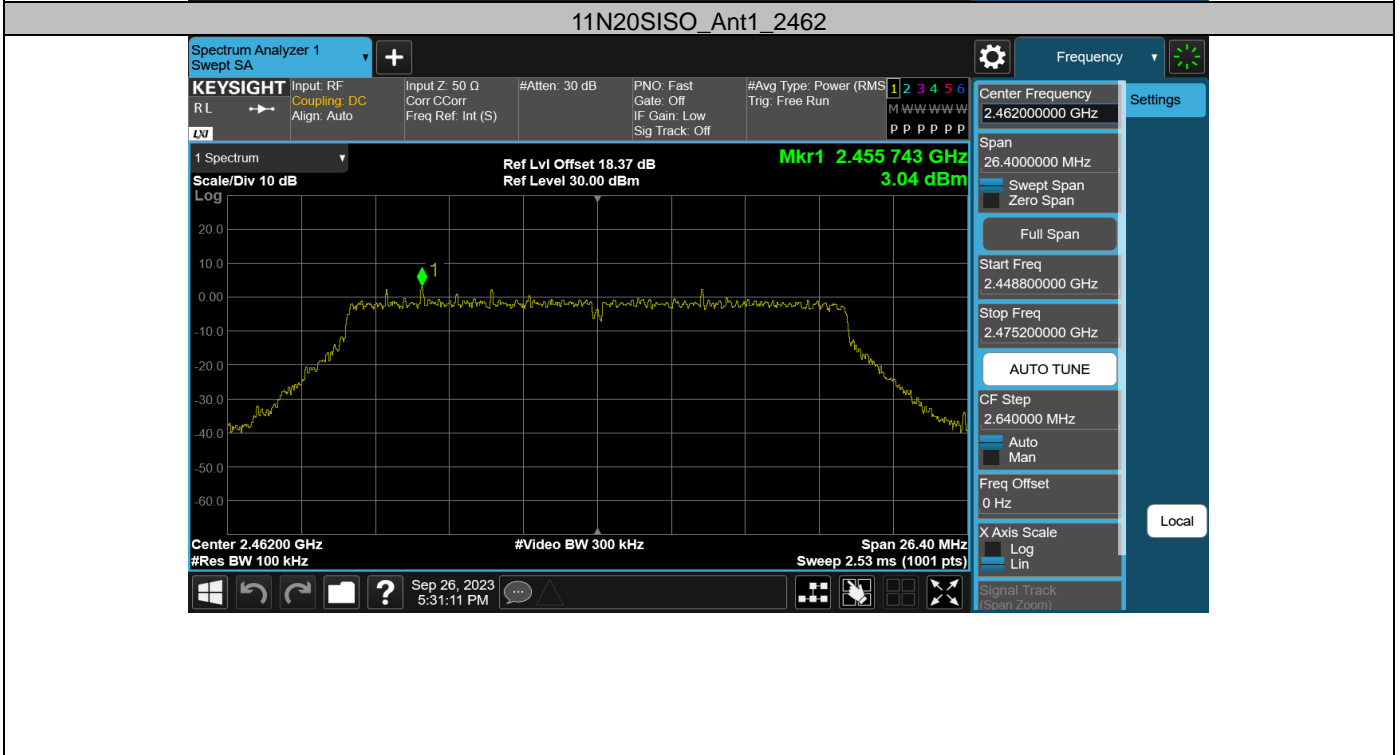 11N20SISO_Ant1_2462
Spectrum Analyzer 1
Swept SA
+
Frequency
KEYSIGHT
R L
LXI
Input: RF
Coupling: DC
Align: Auto
Input Z: 50 Ω
Corr CCorr
Freq Ref: Int (S)
#Atten: 30 dB
PNO: Fast
Gate: Off
IF Gain: Low
Sig Track: Off
#Avg Type: Power (RMS
Trig: Free Run
1 2 3 4 5 6
M W W W W W
P P P P P P
1 Spectrum
Scale/Div 10 dB
Log
Ref Lvl Offset 18.37 dB
Ref Level 30.00 dBm
Mkr1 2.455 743 GHz
3.04 dBm
20.0
10.0
0.00
-10.0
-20.0
-30.0
-40.0
-50.0
-60.0
1
Center 2.46200 GHz
#Res BW 100 kHz
#Video BW 300 kHz
Span 26.40 MHz
Sweep 2.53 ms (1001 pts)
?
Sep 26, 2023
5:31:11 PM
Center Frequency
2.462000000 GHz
Span
26.4000000 MHz
Swept Span
Zero Span
Full Span
Start Freq
2.448800000 GHz
Stop Freq
2.475200000 GHz
AUTO TUNE
CF Step
2.640000 MHz
Auto
Man
Freq Offset
0 Hz
X Axis Scale
Log
Lin
Signal Track
(Span Zoom)
Settings
Local